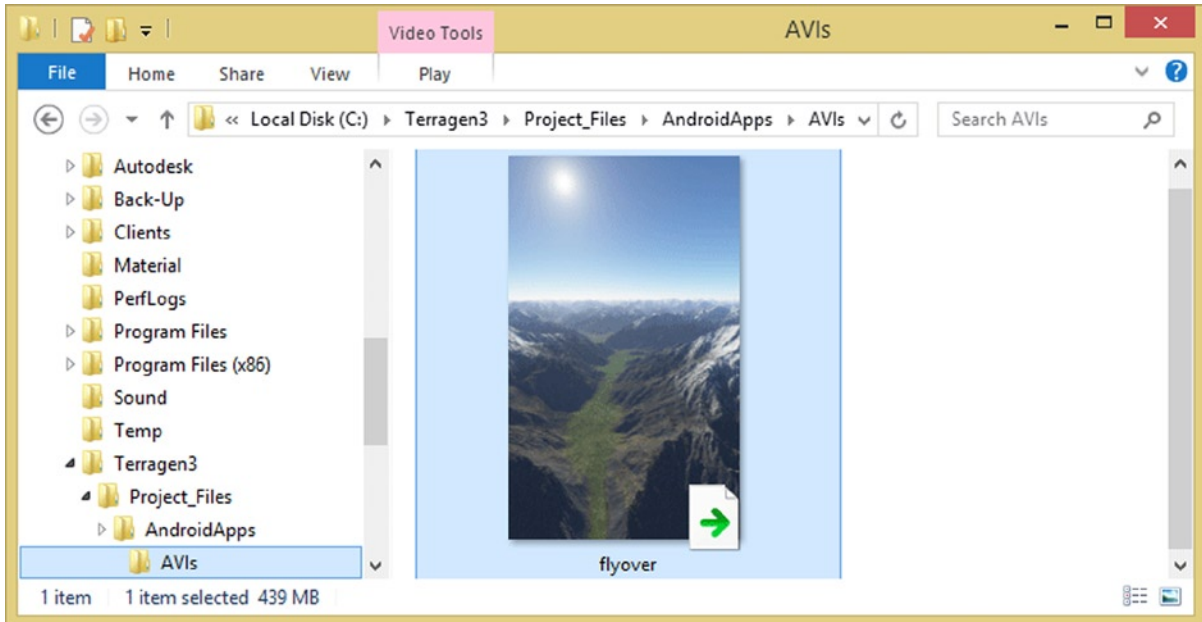 Video Tools
AVIs
File Home Share View Play
« Local Disk (C:) Terragen3 Project_Files AndroidApps AVIs
Search AVIs
Autodesk
Back-Up
Clients
Material
PerfLogs
Program Files
Program Files (x86)
Sound
Temp
Terragen3
Project_Files
AndroidApps
AVIs
flyover
1 item 1 item selected 439 MB